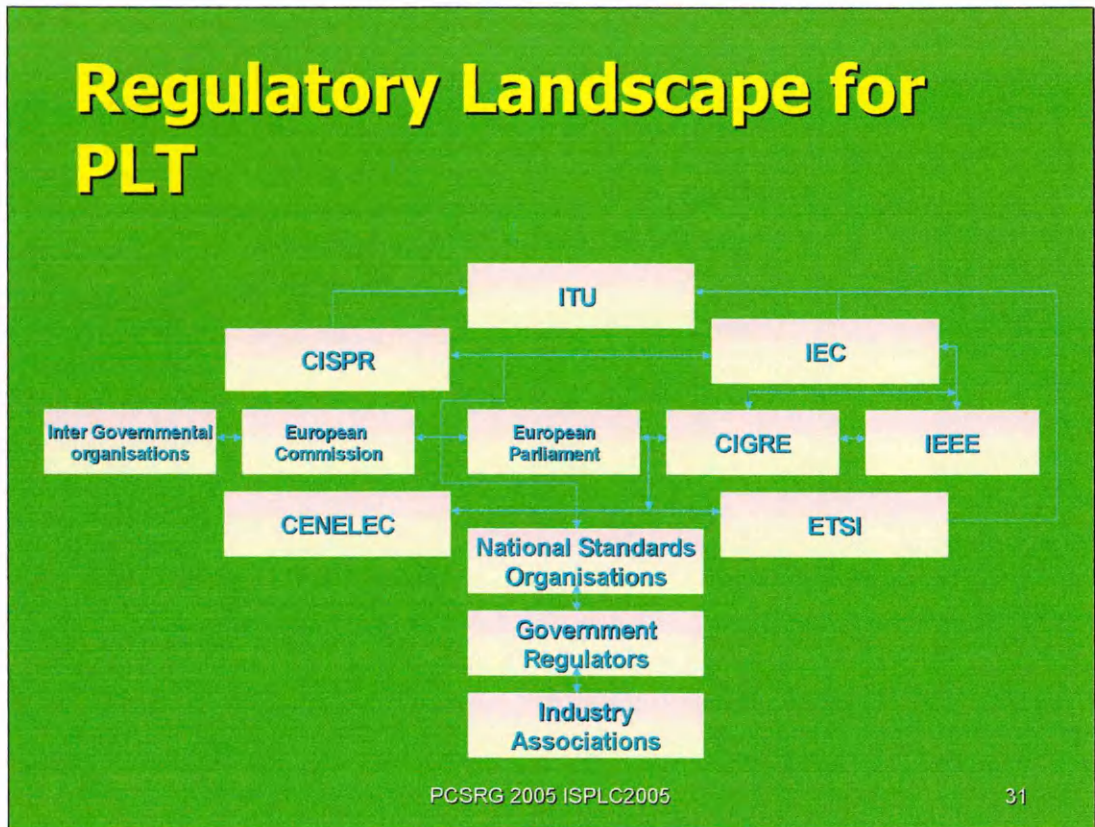 Regulatory Landscape for
PLT
ITU
CISPR
IEC
Inter Governmental
organisations
European
Commission
European
Parliament
CIGRE
IEEE
CENELEC
ETSI
National Standards
Organisations
Government
Regulators
Industry
Associations
PCSRG 2005 ISPLC2005
31